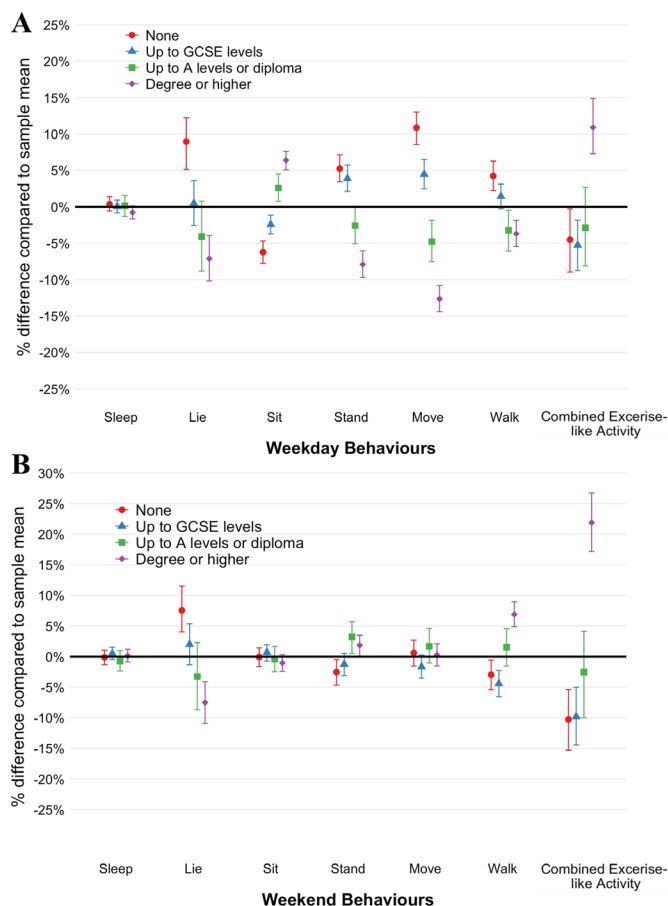 A
25%
None
Up to GCSE levels
20%
Up to A levels or diploma
Degree or higher
15%
10%
5%
0%
-5%
-10%
-15%
-20%
-25%
% difference compared to sample mean
Sleep Lie Sit Stand Move Walk Combined Excerise-
like Activity
Weekday Behaviours
B
30%
25%
None
Up to GCSE levels
20%
Up to A levels or diploma
Degree or higher
15%
10%
5%
0%
-5%
-10%
-15%
-20%
-25%
% difference compared to sample mean
Sleep Lie Sit Stand Move Walk Combined Excerise-
like Activity
Weekend Behaviours